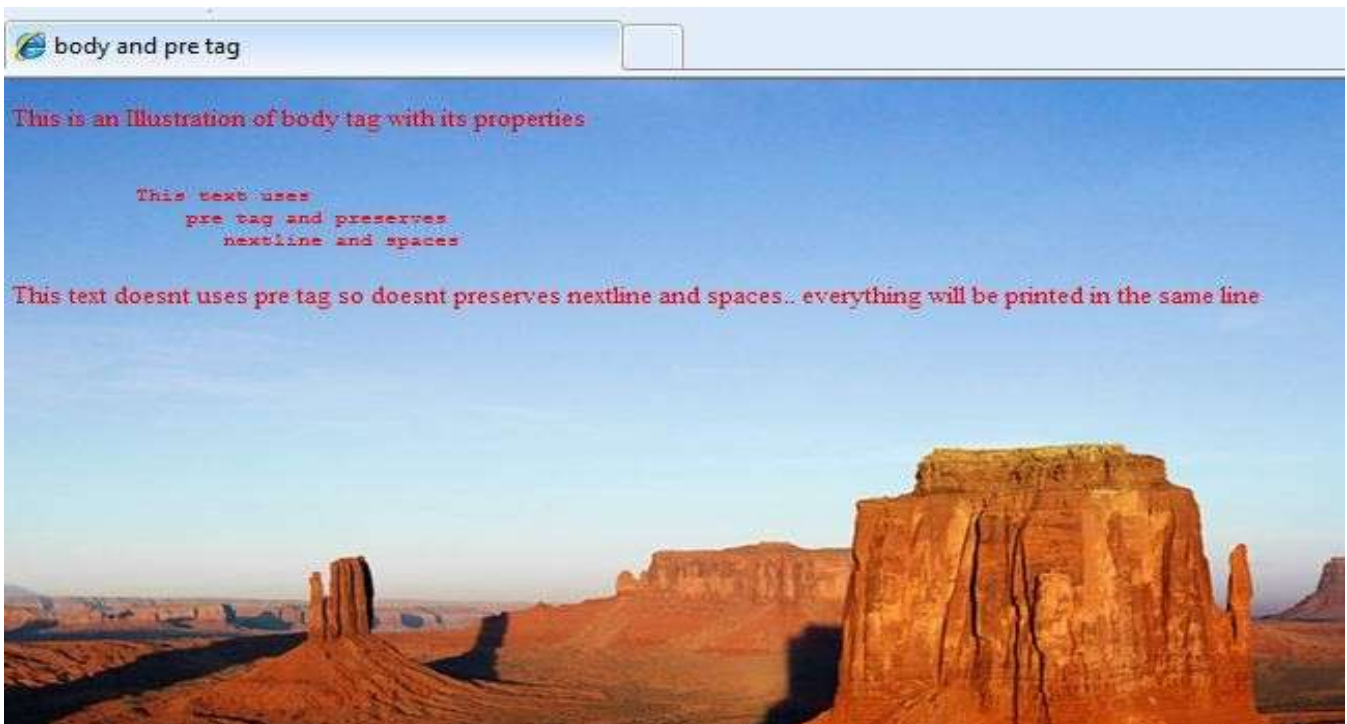 body and pre tag
This is an Illustration of body tag with its properties
This text uses
pre tag and preserves
nextline and spaces
This text doesnt uses pre tag so doesnt preserves nextline and spaces.. everything will be printed in the same line